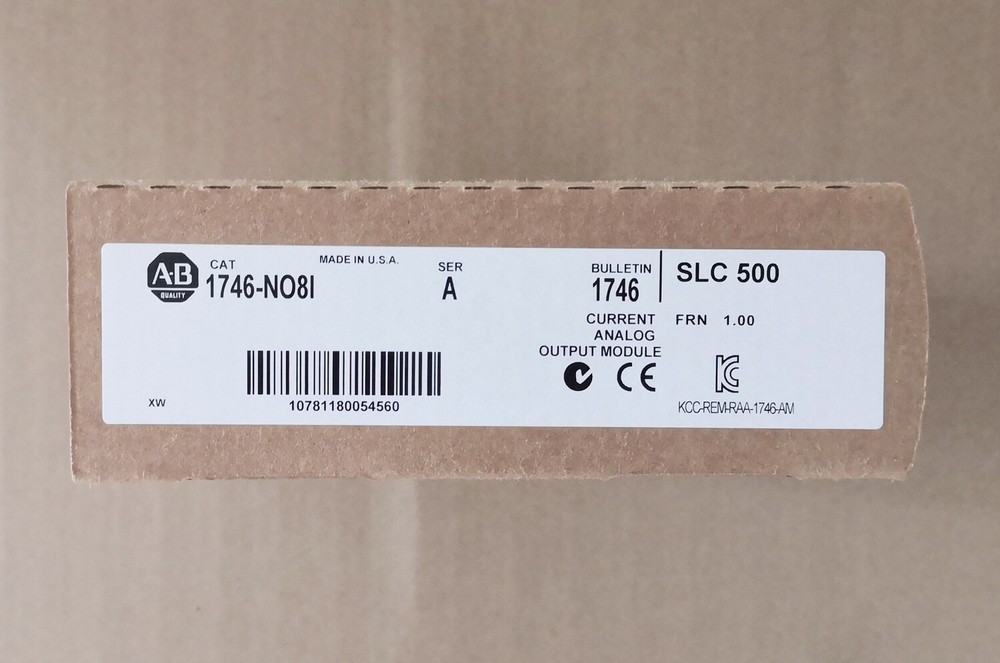 A·B
QUALITY
CAT
1746-NO8I
MADE IN U.S.A.
SER
A
BULLETIN
1746
SLC 500
CURRENT
ANALOG
OUTPUT MODULE
FRN 1.00
10781180054560
XW
CE
KCC-REM-RAA-1746-AM